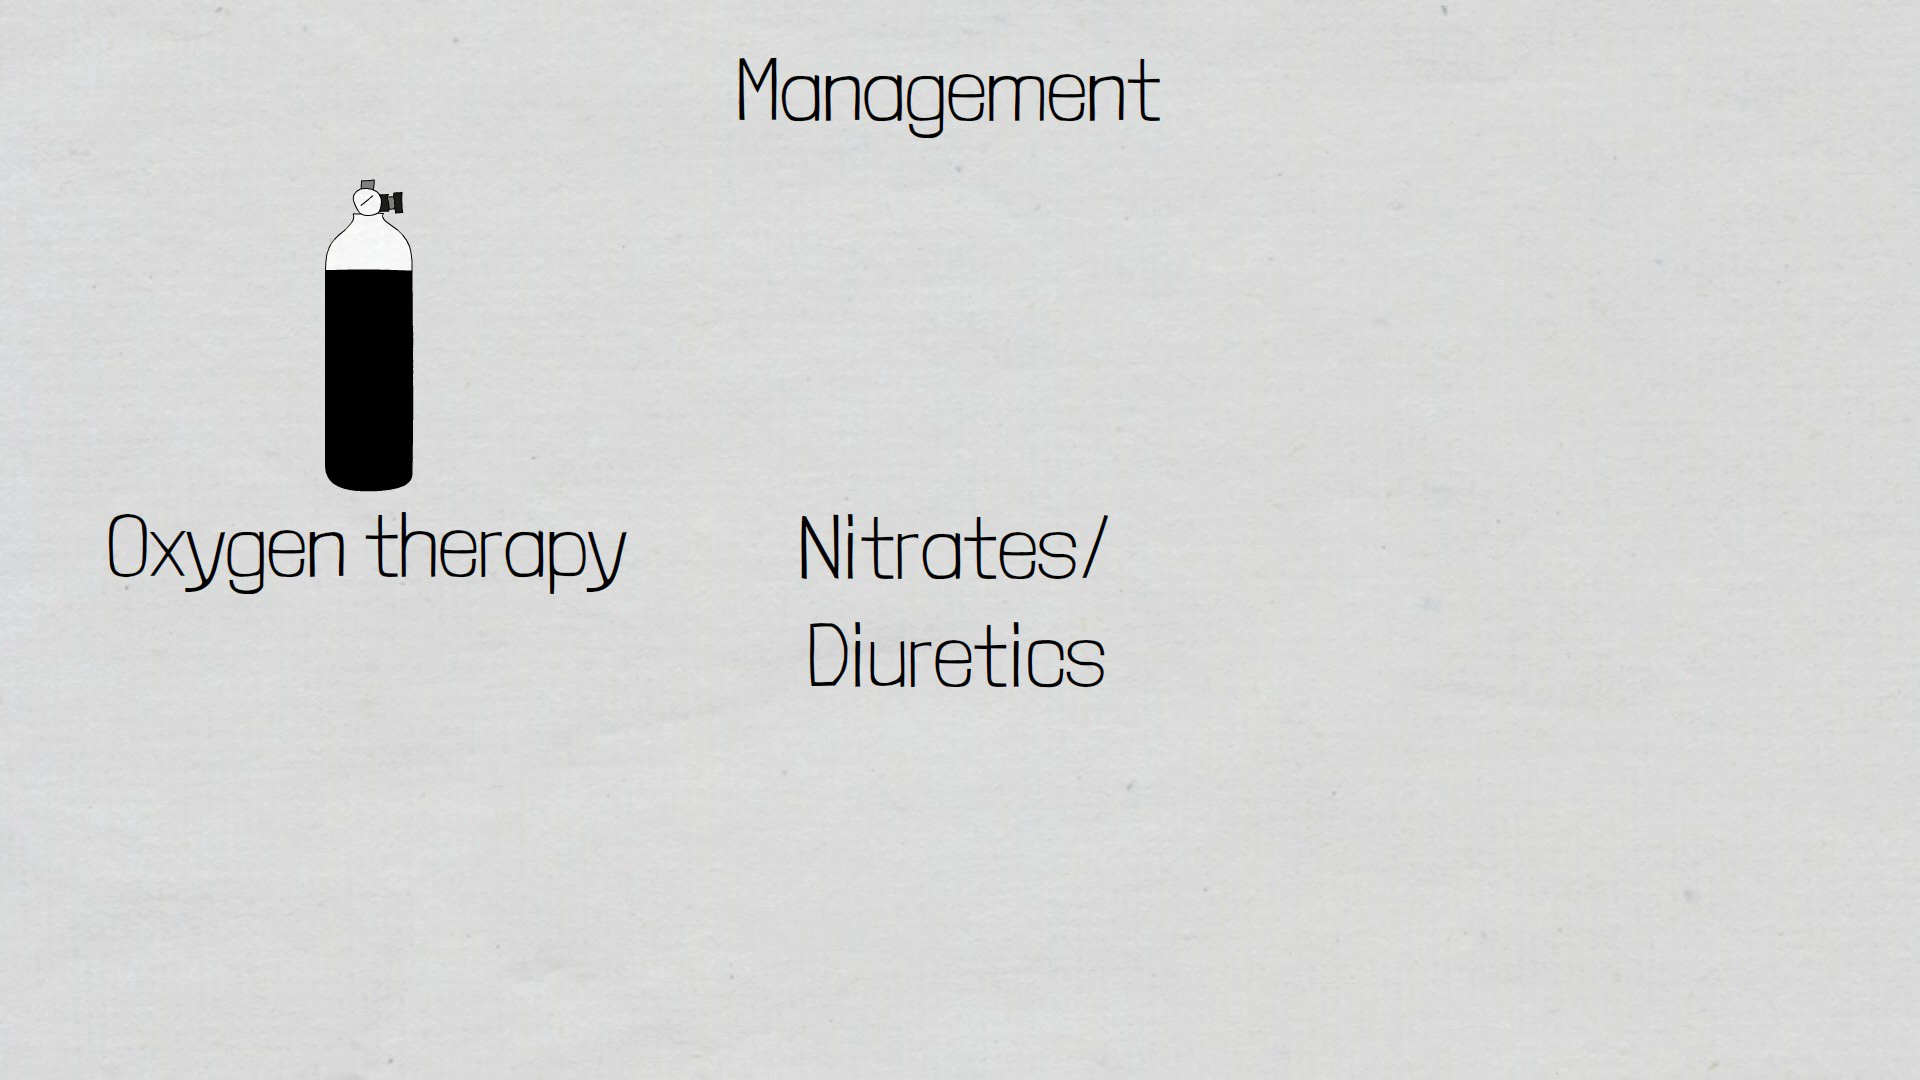 Management
Oxygen therapy
Nitrates/
Diuretics